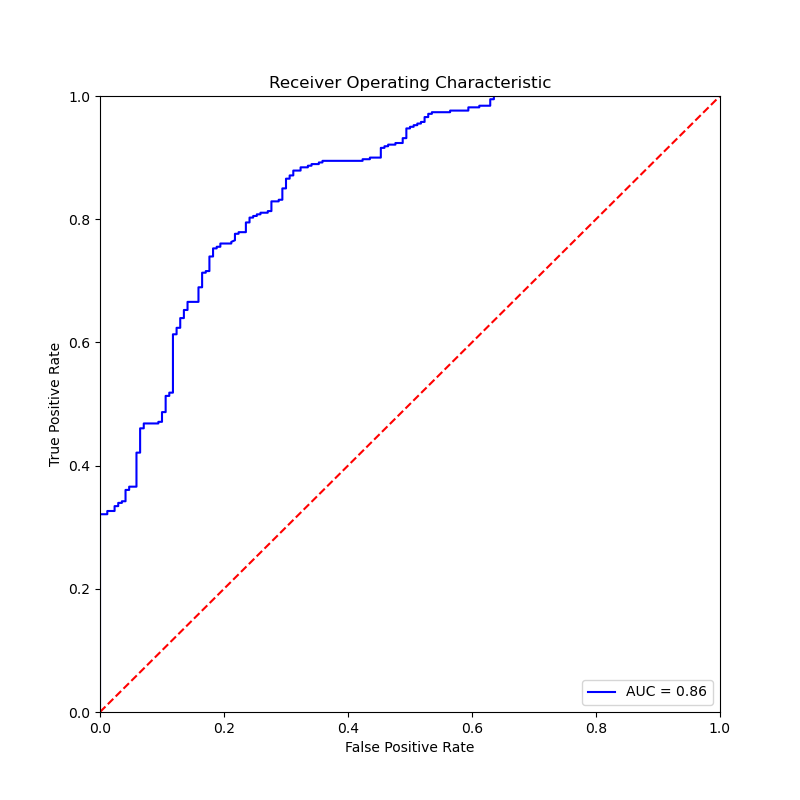 Receiver Operating Characteristic
1.0
0.8
0.6
0.4
0.2
0.0
True Positive Rate
AUC = 0.86
0.0 0.2 0.4 0.6 0.8 1.0
False Positive Rate